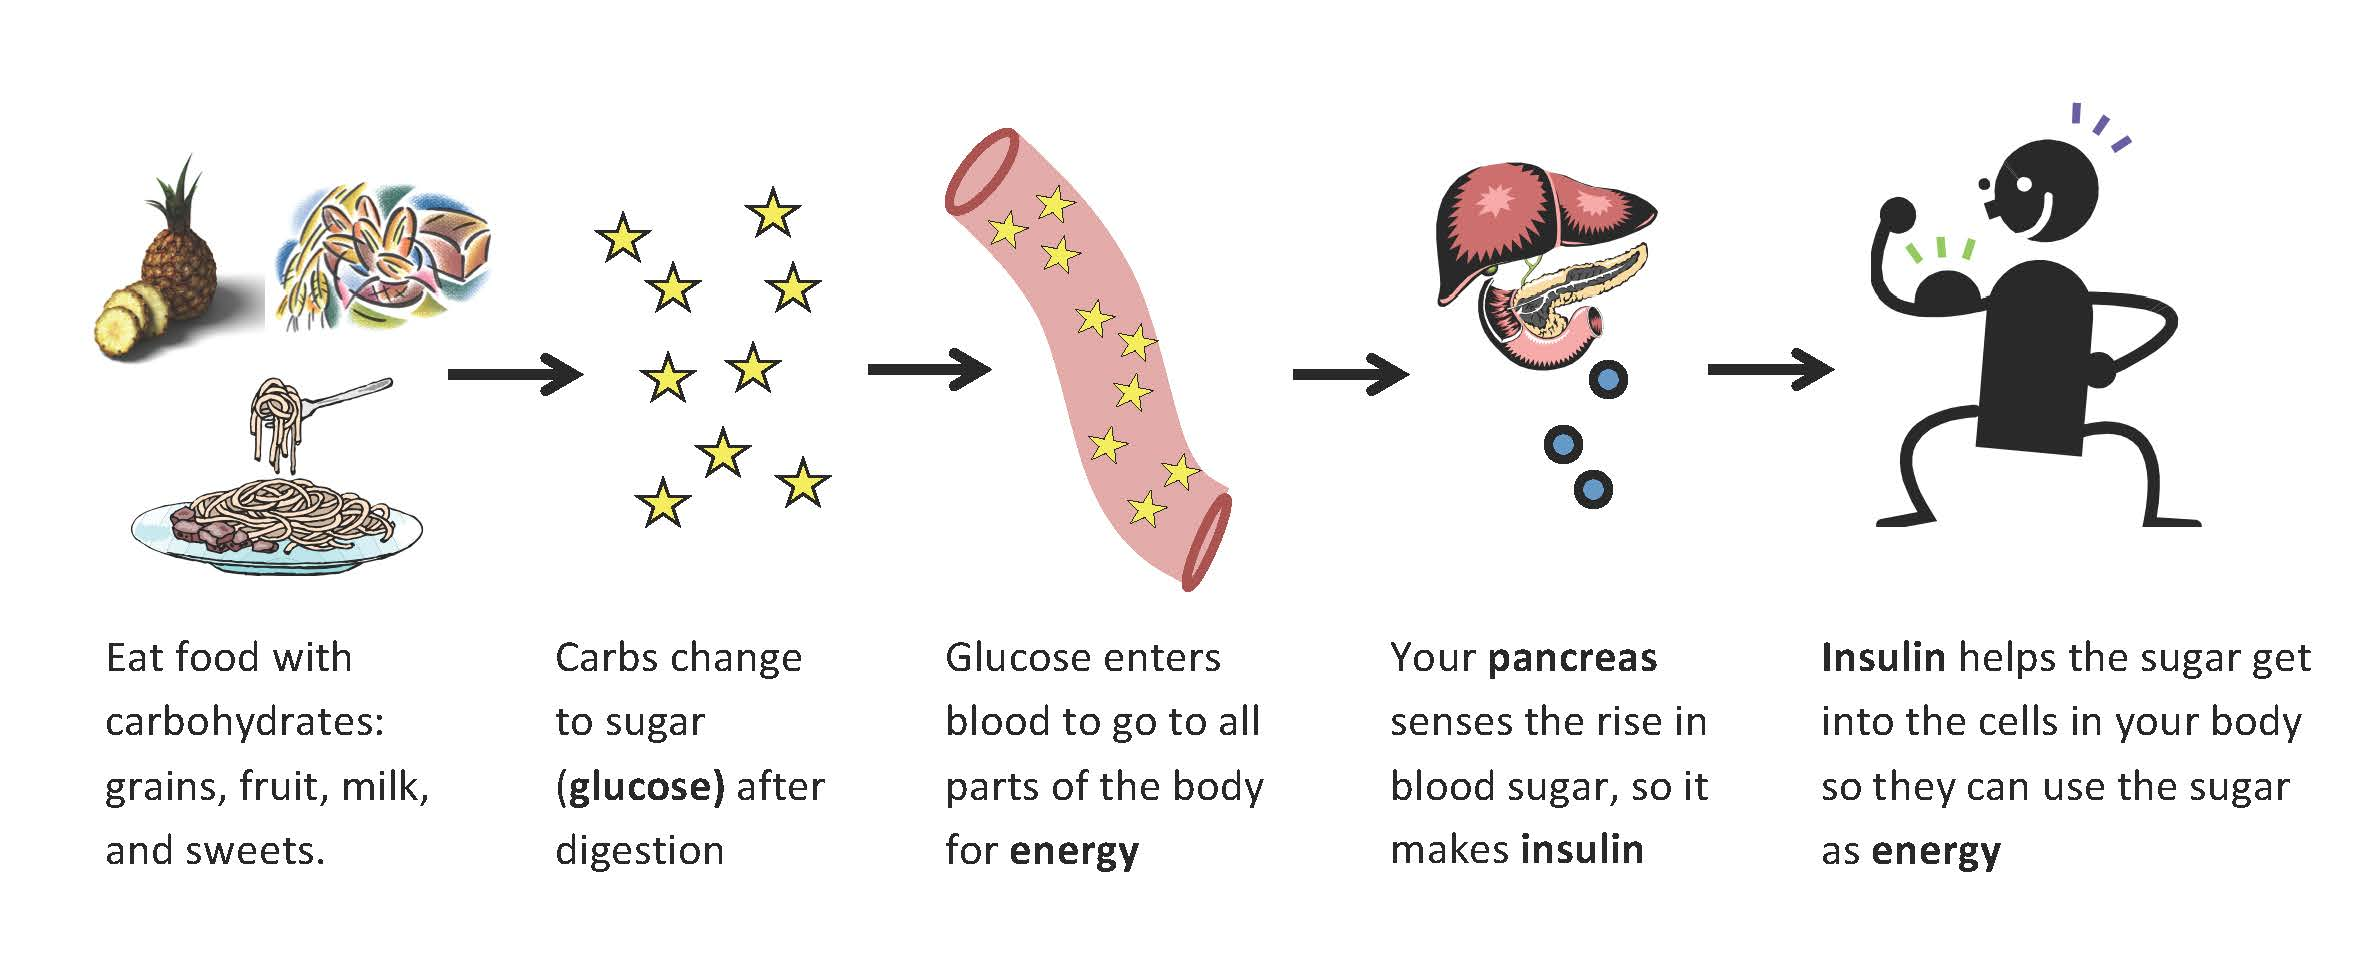 Eat food with
carbohydrates:
grains, fruit, milk,
and sweets.
Carbs change
to sugar
(glucose) after
digestion
Glucose enters
blood to go to all
parts of the body
for energy
Your pancreas
senses the rise in
blood sugar, so it
makes insulin
Insulin helps the sugar get
into the cells in your body
so they can use the sugar
as energy